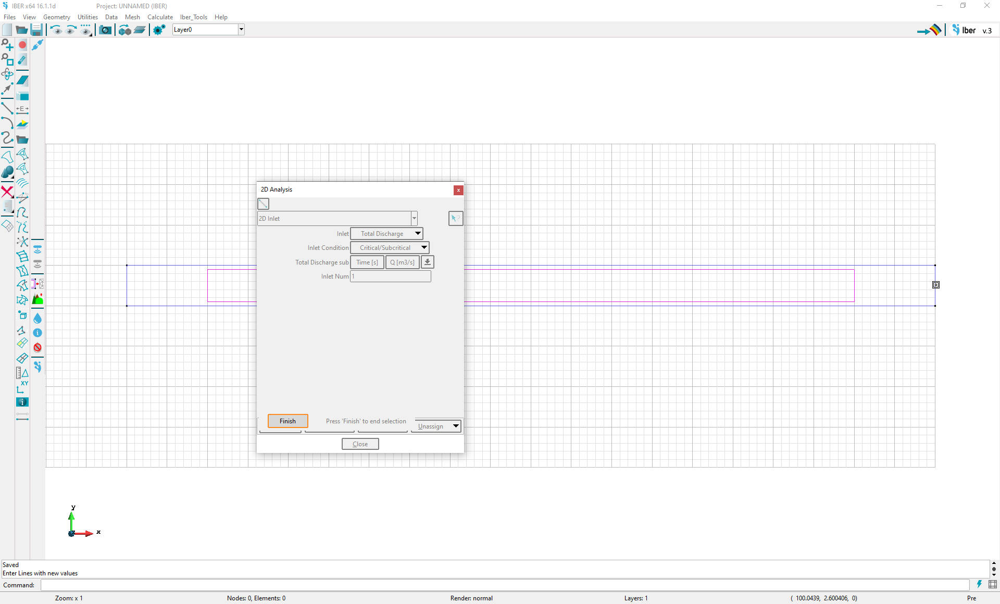 IBER x64 16.1.1d Project: UNNAMED (IBER)
Files View Geometry Utilities Data Mesh Calculate Iber_Tools Help
Layer0
Iber v.3
E
2D Analysis
x
2D Inlet
Inlet Total Discharge
Inlet Condition Critical/Subcritical
Total Discharge sub Time [s] Q [m3/s]
Inlet Num 1
XY
Finish Press 'Finish' to end selection
Unassign
Close
y
z x
Saved
Enter Lines with new values
Command:
Zoom: x 1 Nodes: 0, Elements: 0 Render: normal Layers: 1 ( 100.0439, 2.600406, 0) Pre